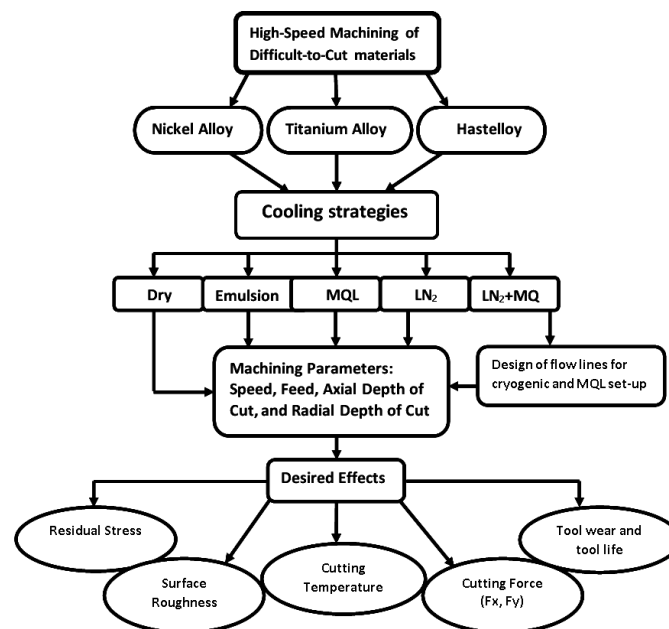 High-Speed Machining of
Difficult-to-Cut materials
Nickel Alloy
Titanium Alloy
Hastelloy
Cooling strategies
Dry
Emulsion
MQL
LN₂
LN₂+MQ
Machining Parameters:
Speed, Feed, Axial Depth of
Cut, and Radial Depth of Cut
Design of flow lines for
cryogenic and MQL set-up
Desired Effects
Residual Stress
Surface
Roughness
Cutting
Temperature
Cutting Force
(Fx, Fy)
Tool wear and
tool life